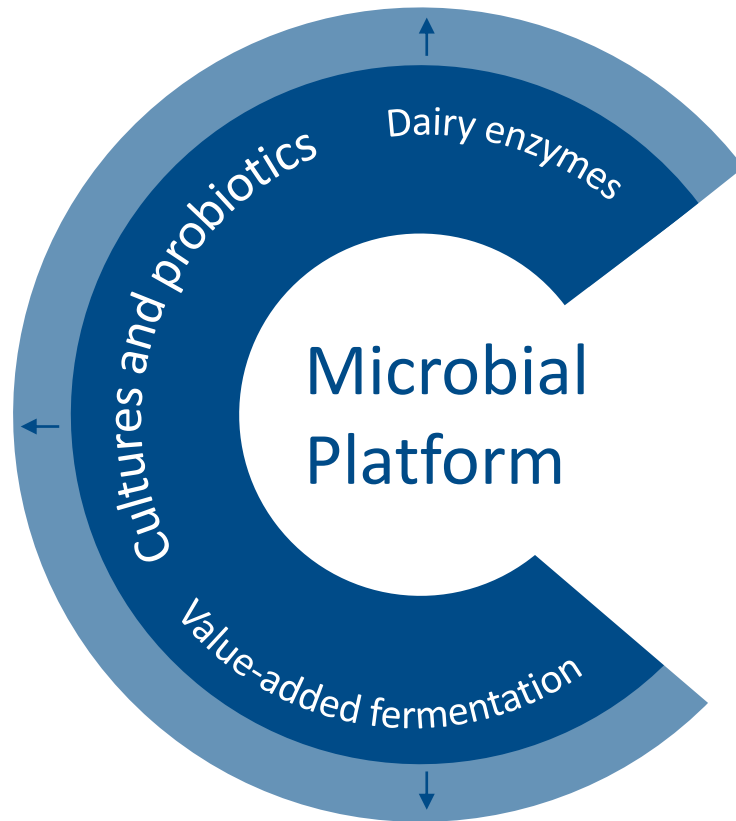 Dairy enzymes
Cultures and probiotics
Microbial
Platform
Value-added fermentation